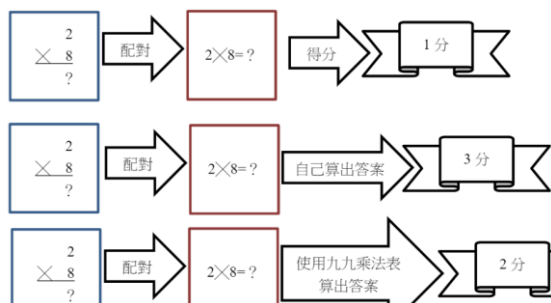 2
× 8
?
配對
2×8=?
得分
1 分
2
× 8
?
配對
2×8=?
自己算出答案
3 分
2
× 8
?
配對
2×8=?
使用九九乘法表
算出答案
2 分